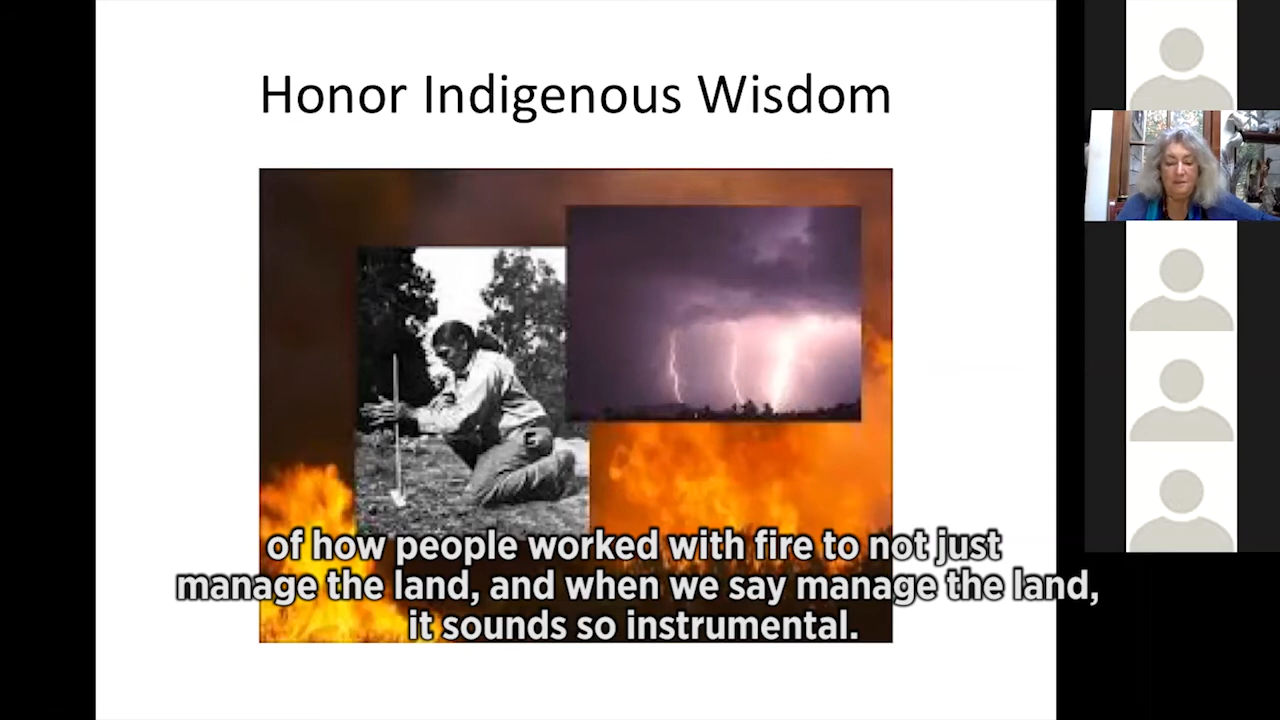 Honor Indigenous Wisdom
of how people worked with fire to not just
manage the land, and when we say manage the land,
it sounds so instrumental.